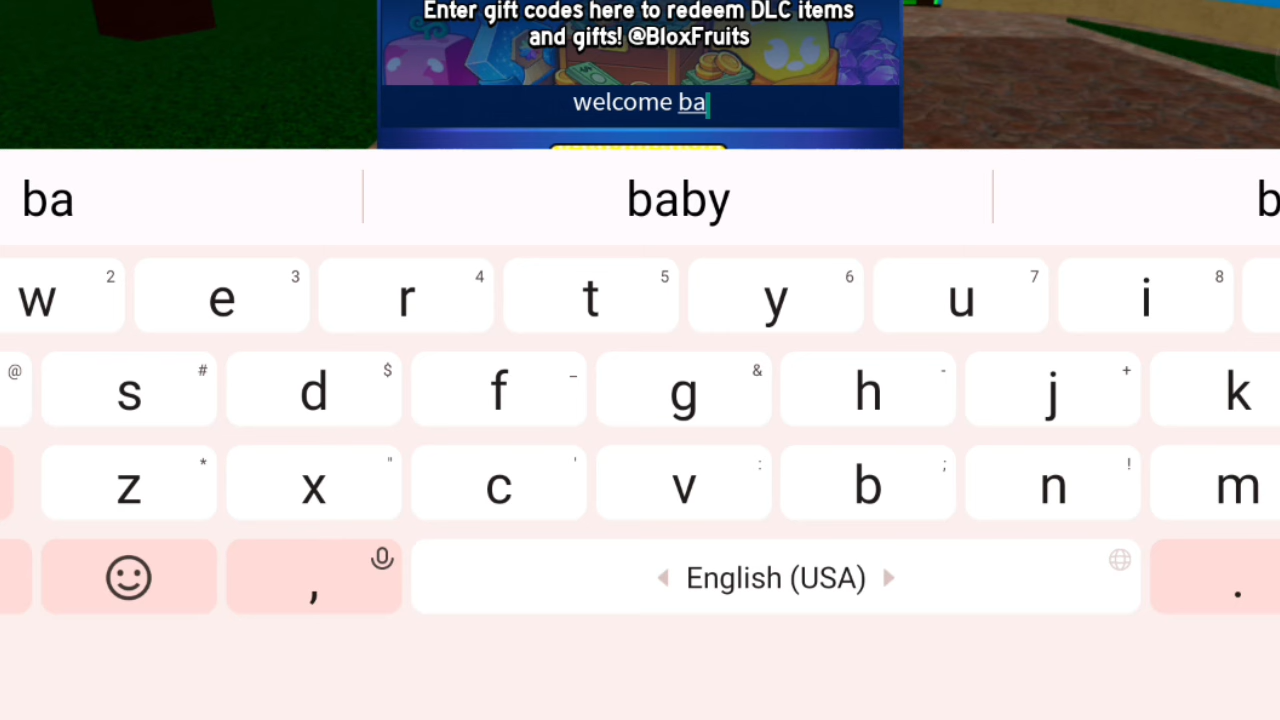 Enter gift codes here to redeem DLC items
and gifts! @BloxFruits
welcome ba
ba baby b
w 2 e 3 r 4 t 5 y 6 u 7 i 8
@ s # d $ f _ g & h - j + k
z * x " c ' v : b ; n ! m
, English (USA) .